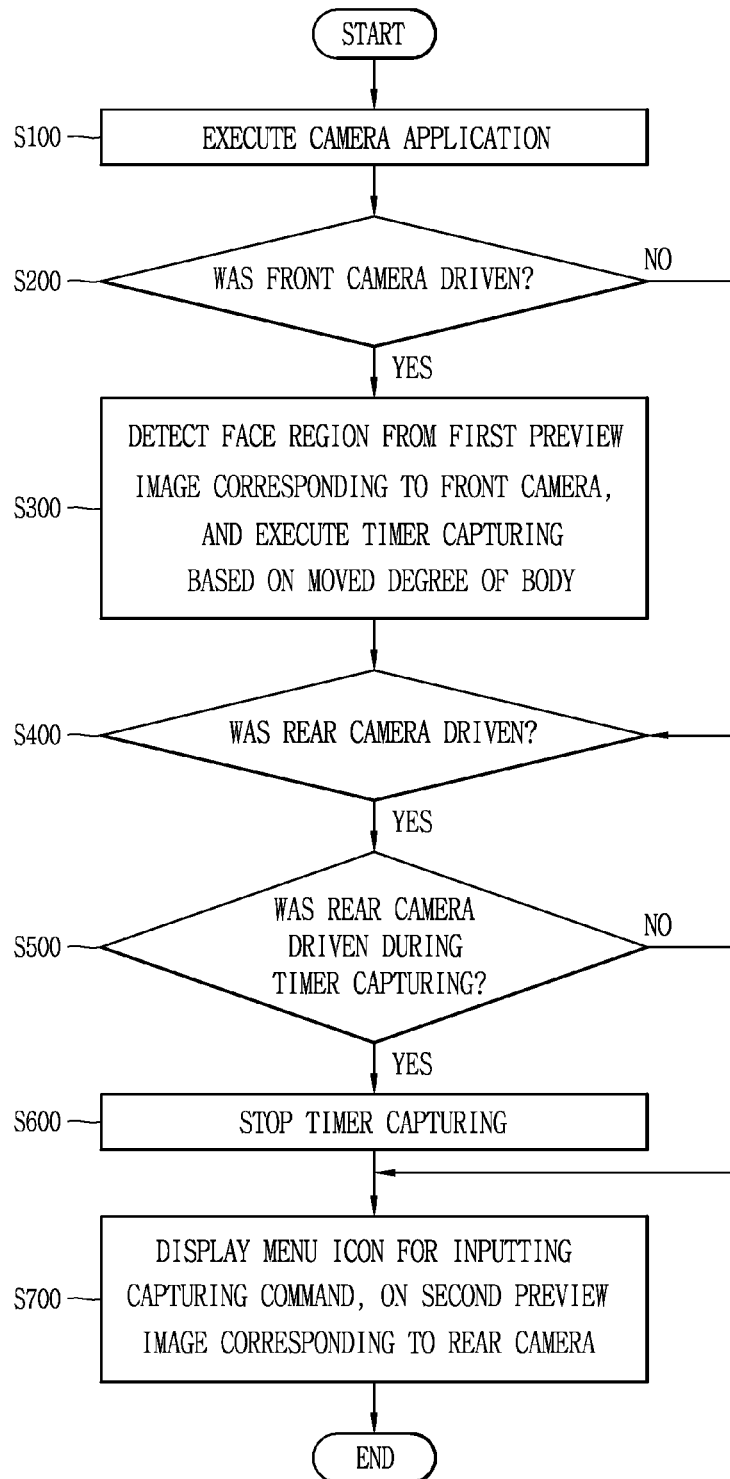 START
S100
EXECUTE CAMERA APPLICATION
S200
WAS FRONT CAMERA DRIVEN?
NO
YES
S300
DETECT FACE REGION FROM FIRST PREVIEW
IMAGE CORRESPONDING TO FRONT CAMERA,
AND EXECUTE TIMER CAPTURING
BASED ON MOVED DEGREE OF BODY
S400
WAS REAR CAMERA DRIVEN?
YES
S500
WAS REAR CAMERA
DRIVEN DURING
TIMER CAPTURING?
NO
YES
S600
STOP TIMER CAPTURING
S700
DISPLAY MENU ICON FOR INPUTTING
CAPTURING COMMAND, ON SECOND PREVIEW
IMAGE CORRESPONDING TO REAR CAMERA
END